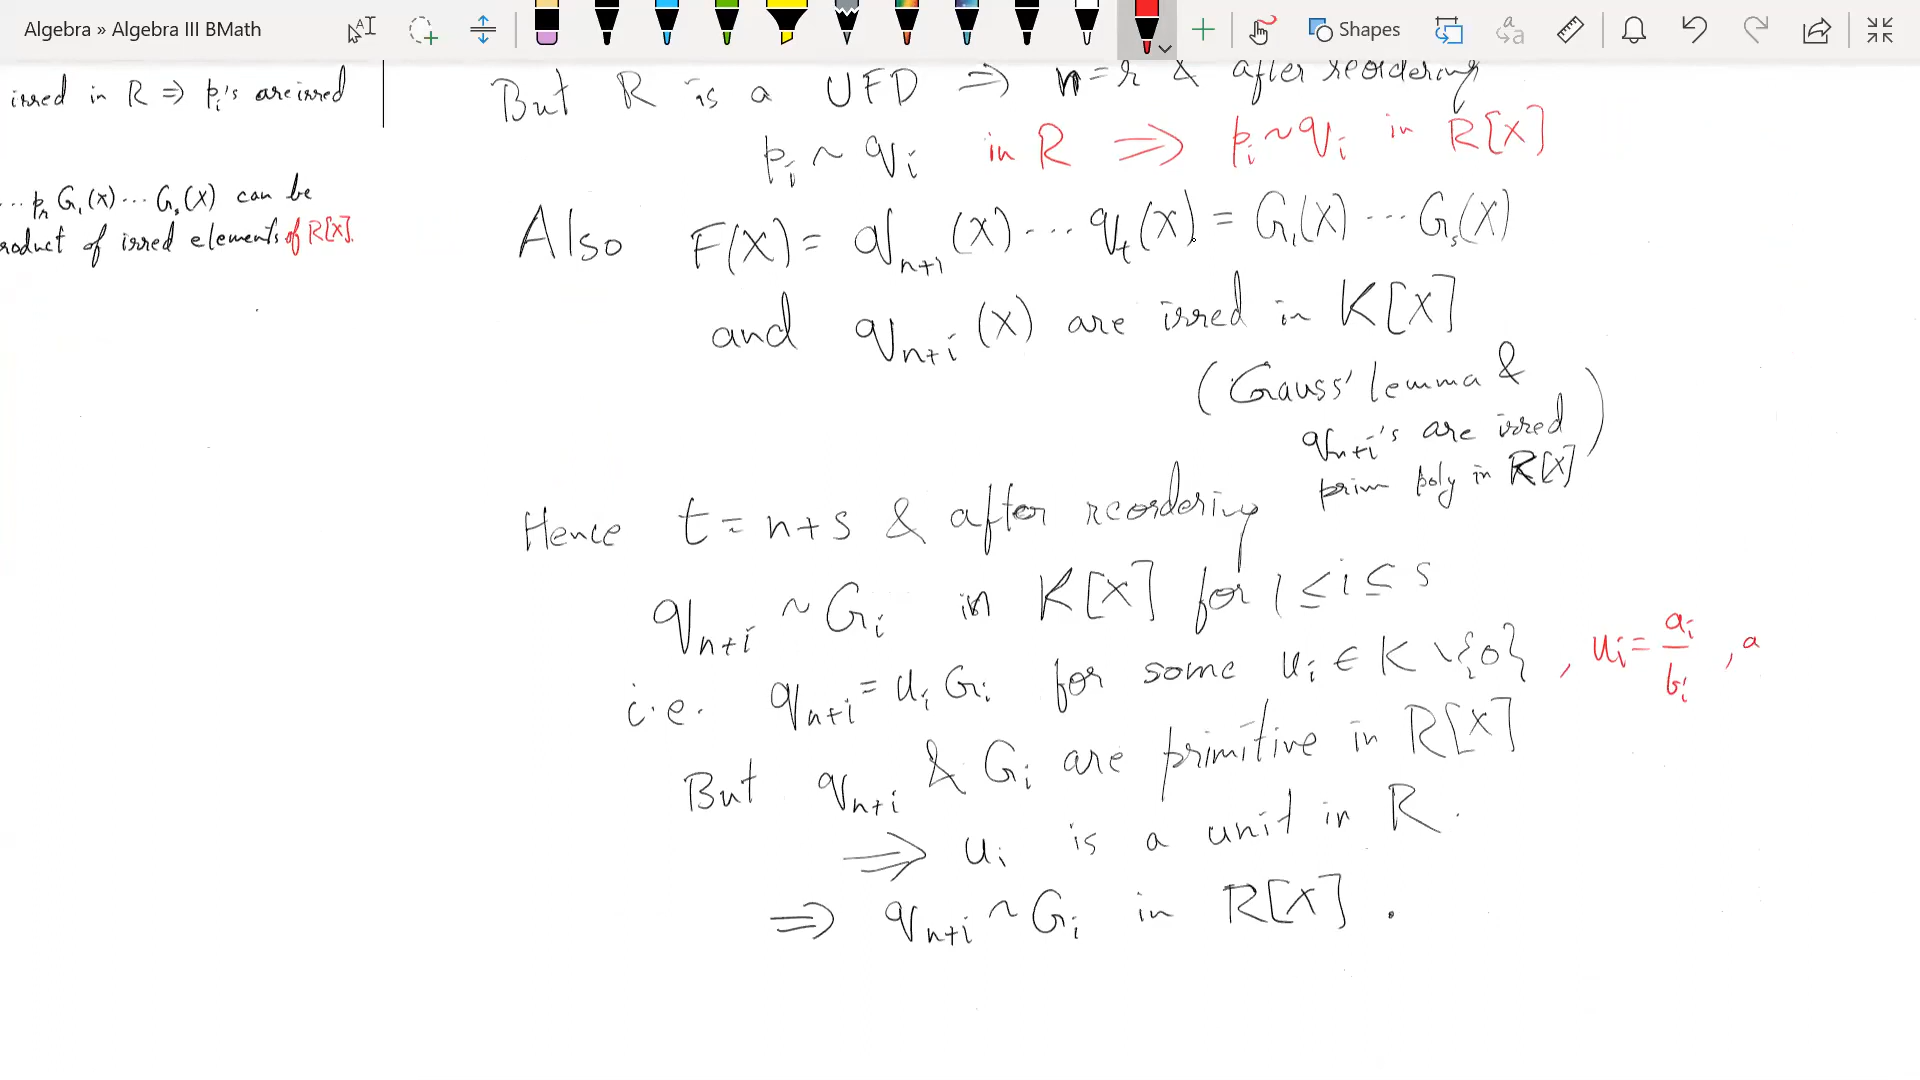 Algebra » Algebra III BMath
Shapes
irred in R ⇒ pᵢ's are irred
... pᵣ G₁(X) ··· Gₛ(X) can be
roduct of irred elements of R[X].
But R is a UFD ⇒ n = r & after reordering
pᵢ ~ qᵢ in R ⇒ pᵢ ~ qᵢ in R[X]
Also F(X) = qₙ₊₁(X) ··· qₜ(X) = G₁(X) ··· Gₛ(X)
and qₙ₊ᵢ(X) are irred in K[X]
(Gauss' lemma &
qₙ₊ᵢ's are irred
prim poly in R[X])
Hence t = n+s & after reordering
qₙ₊ᵢ ~ Gᵢ in K[X] for 1 ≤ i ≤ s
i.e. qₙ₊ᵢ = uᵢ Gᵢ for some uᵢ ∈ K \ {0}, uᵢ = aᵢ/bᵢ, a
But qₙ₊ᵢ & Gᵢ are primitive in R[X]
⇒ uᵢ is a unit in R.
⇒ qₙ₊ᵢ ~ Gᵢ in R[X].